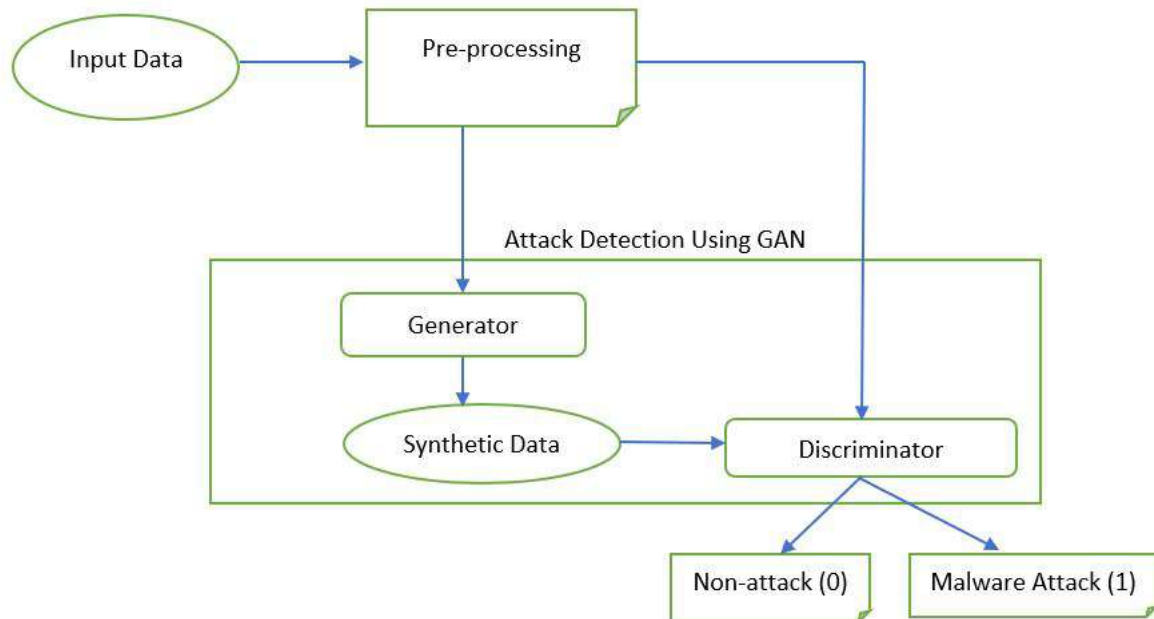 Input Data
Pre-processing
Attack Detection Using GAN
Generator
Synthetic Data
Discriminator
Non-attack (0)
Malware Attack (1)